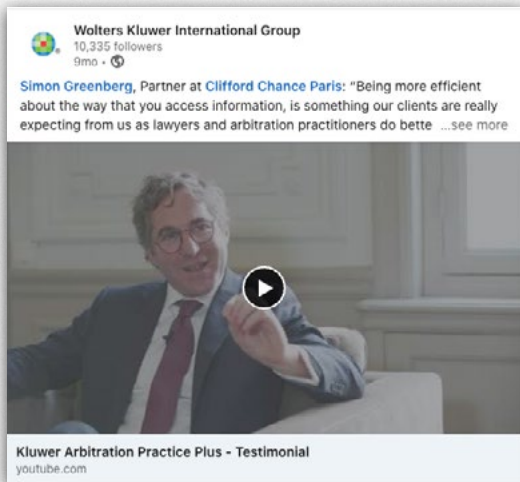 Wolters Kluwer International Group
10,335 followers
9mo •
Simon Greenberg, Partner at Clifford Chance Paris: “Being more efficient
about the way that you access information, is something our clients are really
expecting from us as lawyers and arbitration practitioners do bette ...see more
Kluwer Arbitration Practice Plus - Testimonial
youtube.com